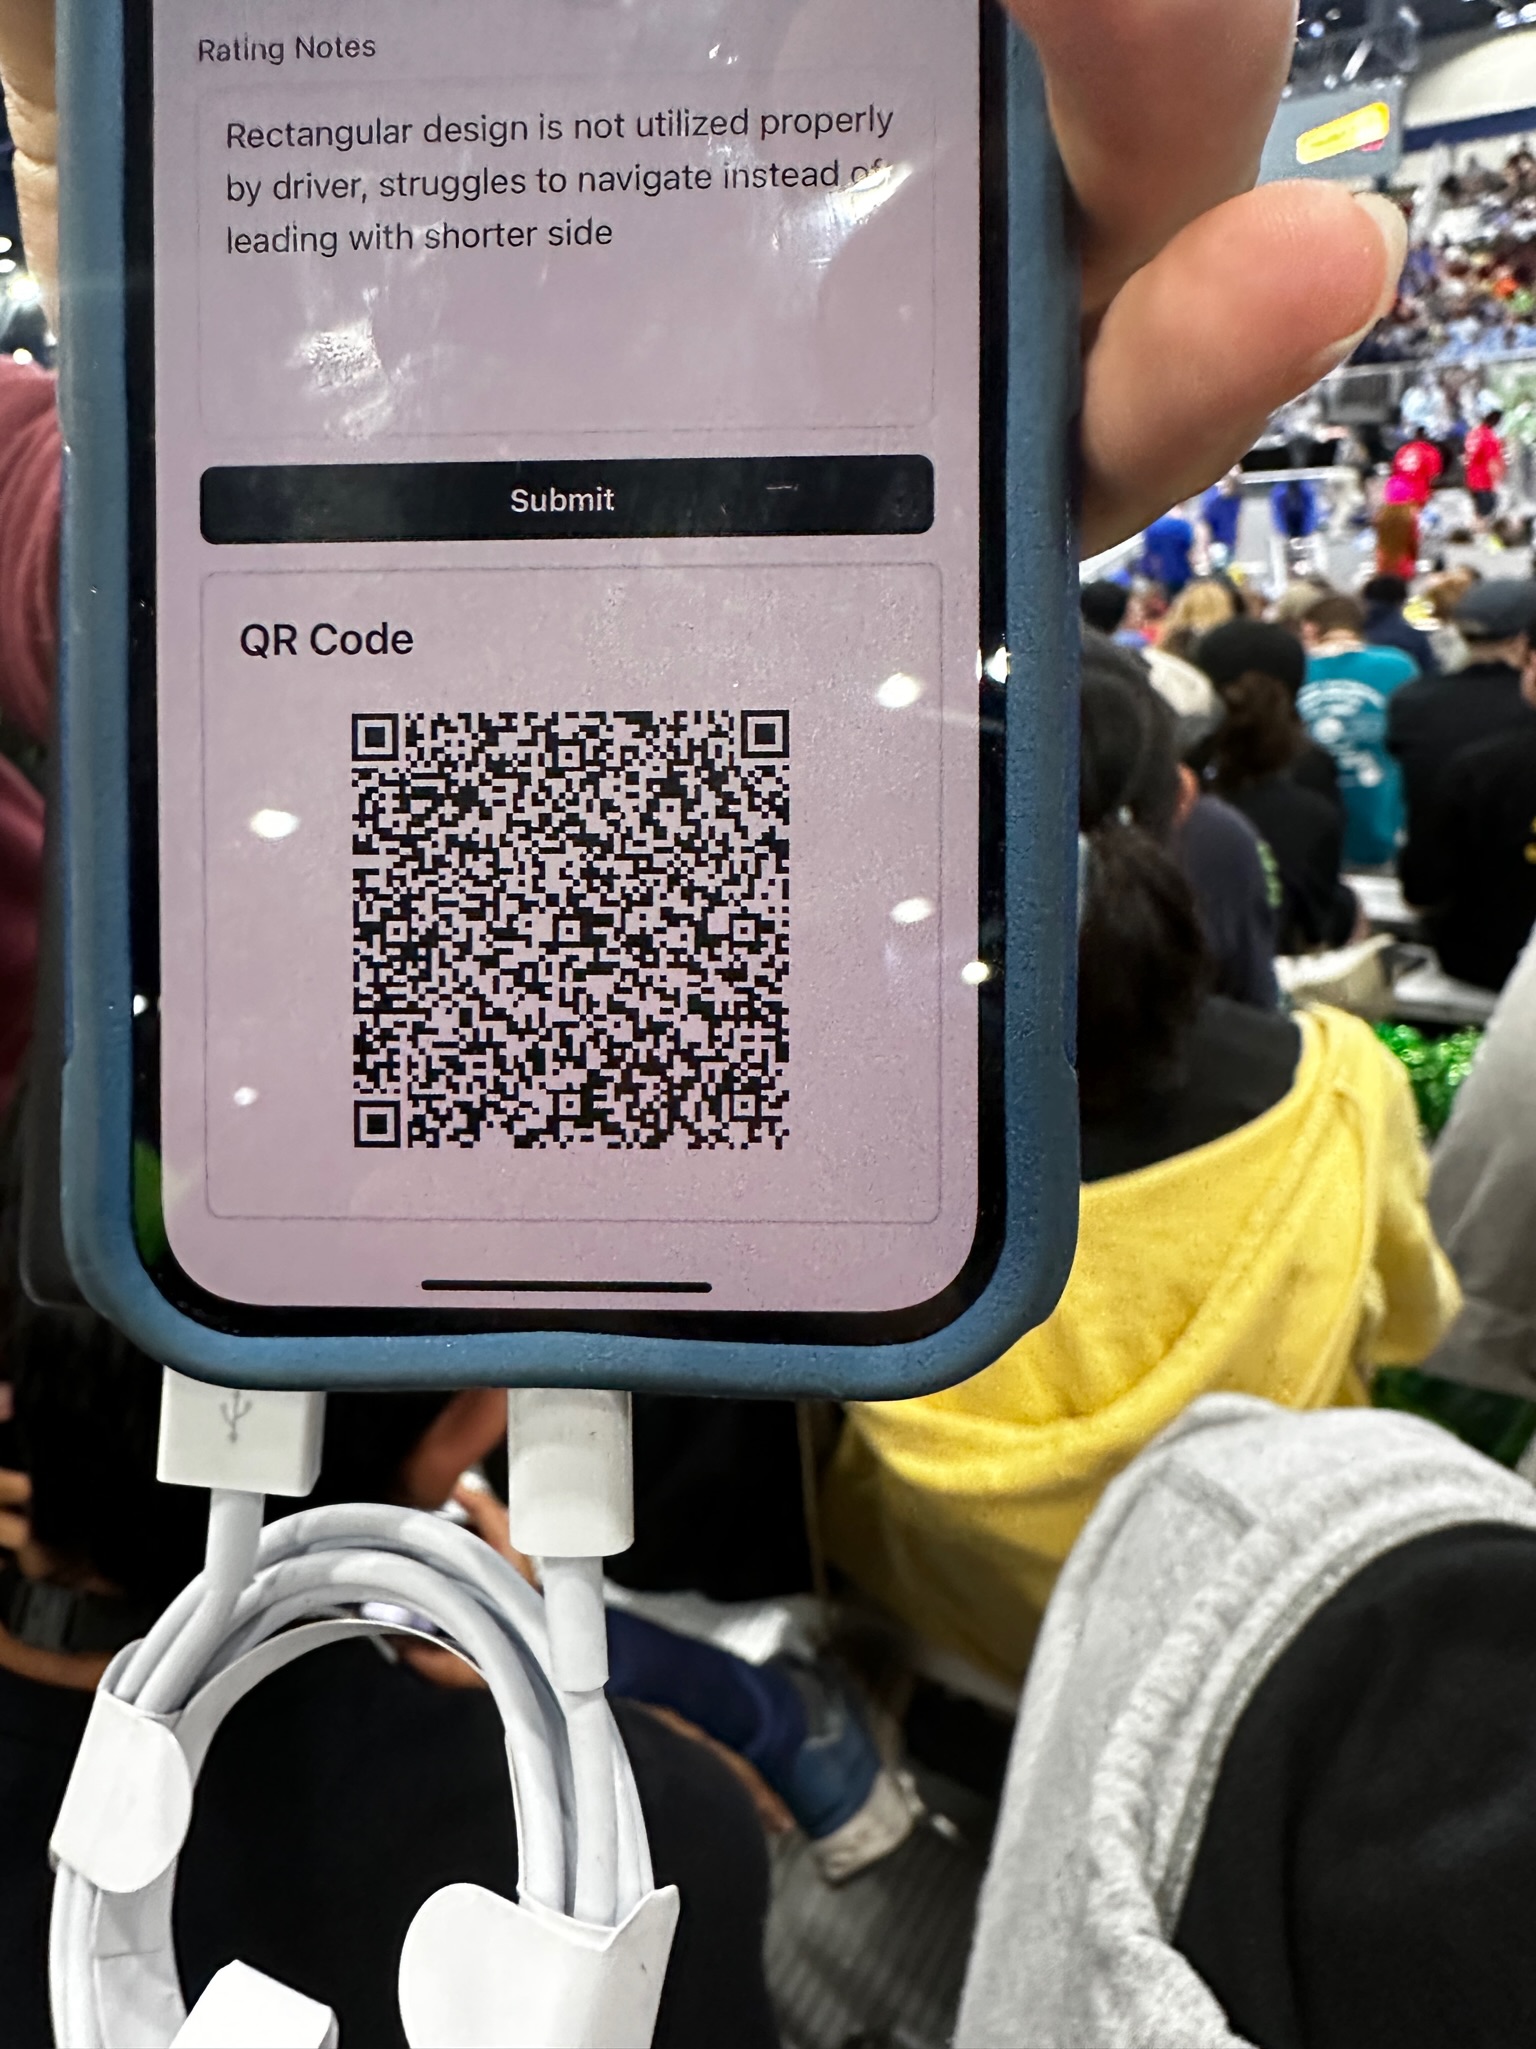 Rating Notes
Rectangular design is not utilized properly
by driver, struggles to navigate instead of
leading with shorter side
Submit
QR Code